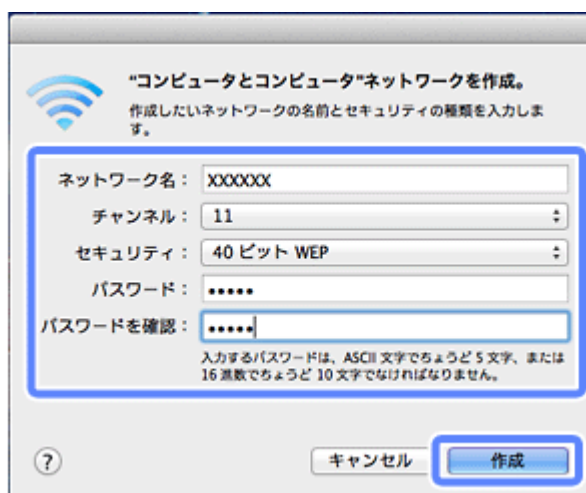 “コンピュータとコンピュータ”ネットワークを作成。
作成したいネットワークの名前とセキュリティの種類を入力しま
す。
ネットワーク名： XXXXXX
チャンネル： 11
セキュリティ： 40 ビット WEP
パスワード： •••••
パスワードを確認： •••••
入力するパスワードは、ASCII 文字でちょうど 5 文字、または
16 進数でちょうど 10 文字でなければなりません。
? キャンセル 作成